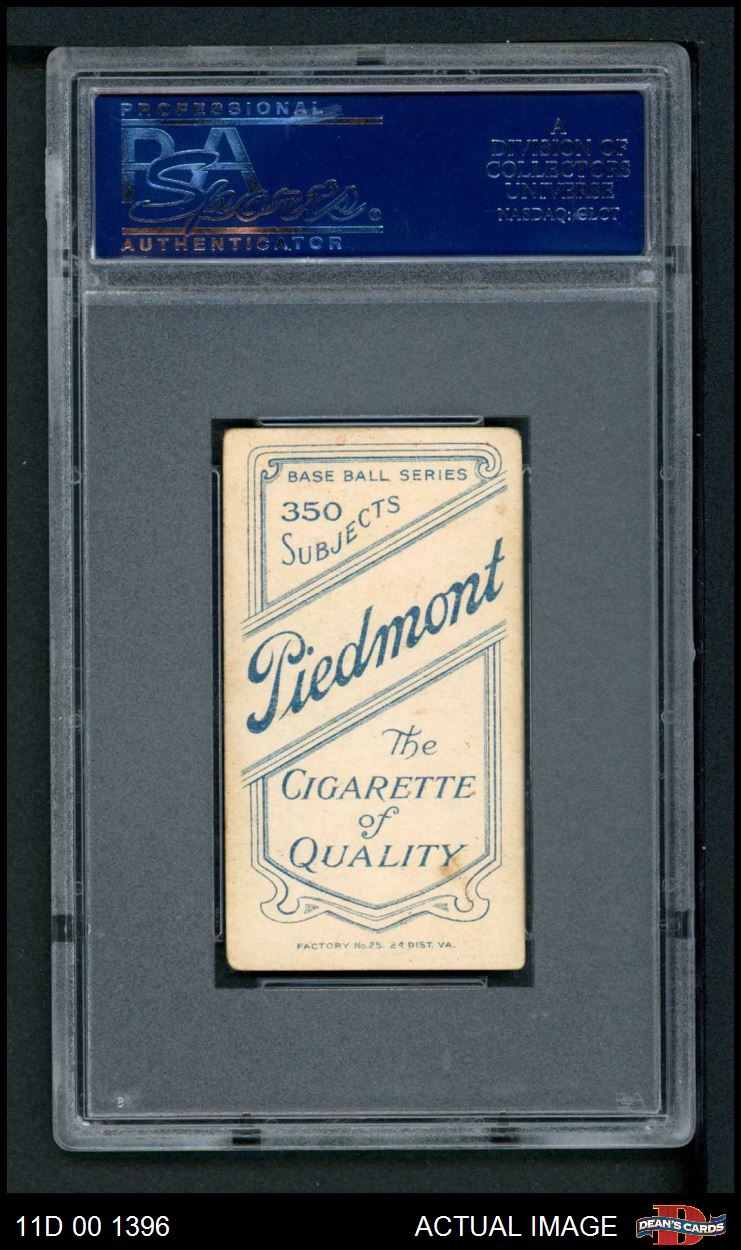 PROFESSIONAL
PSA
Sports
AUTHENTICATOR
A
DIVISION OF
COLLECTORS
UNIVERSE
NASDAQ: CLCT
BASE BALL SERIES
350
SUBJECTS
Piedmont
The
CIGARETTE
of
QUALITY
FACTORY No. 25. 2d DIST. VA.
PSA
11D 00 1396
ACTUAL IMAGE
DEAN'S CARDS